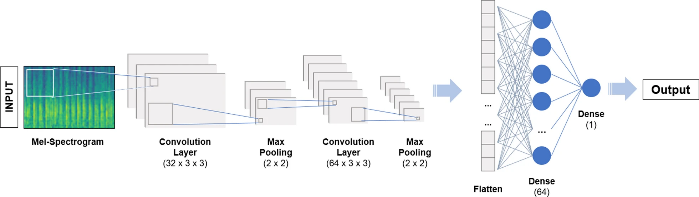 INPUT
Mel-Spectrogram
Convolution
Layer
(32 x 3 x 3)
Max
Pooling
(2 x 2)
Convolution
Layer
(64 x 3 x 3)
Max
Pooling
(2 x 2)
...
...
Flatten
...
Dense
(64)
Dense
(1)
Output